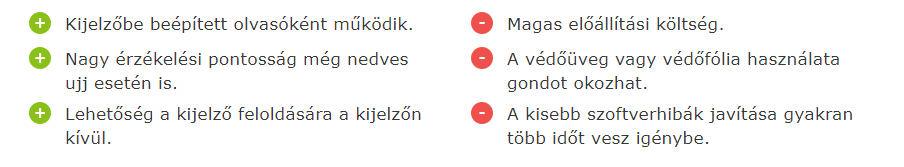 Kijelzőbe beépített olvasóként működik.
Nagy érzékelési pontosság még nedves
ujj esetén is.
Lehetőség a kijelző feloldására a kijelzőn
kívül.
Magas előállítási költség.
A védőüveg vagy védőfólia használata
gondot okozhat.
A kisebb szoftverhibák javítása gyakran
több időt vesz igénybe.